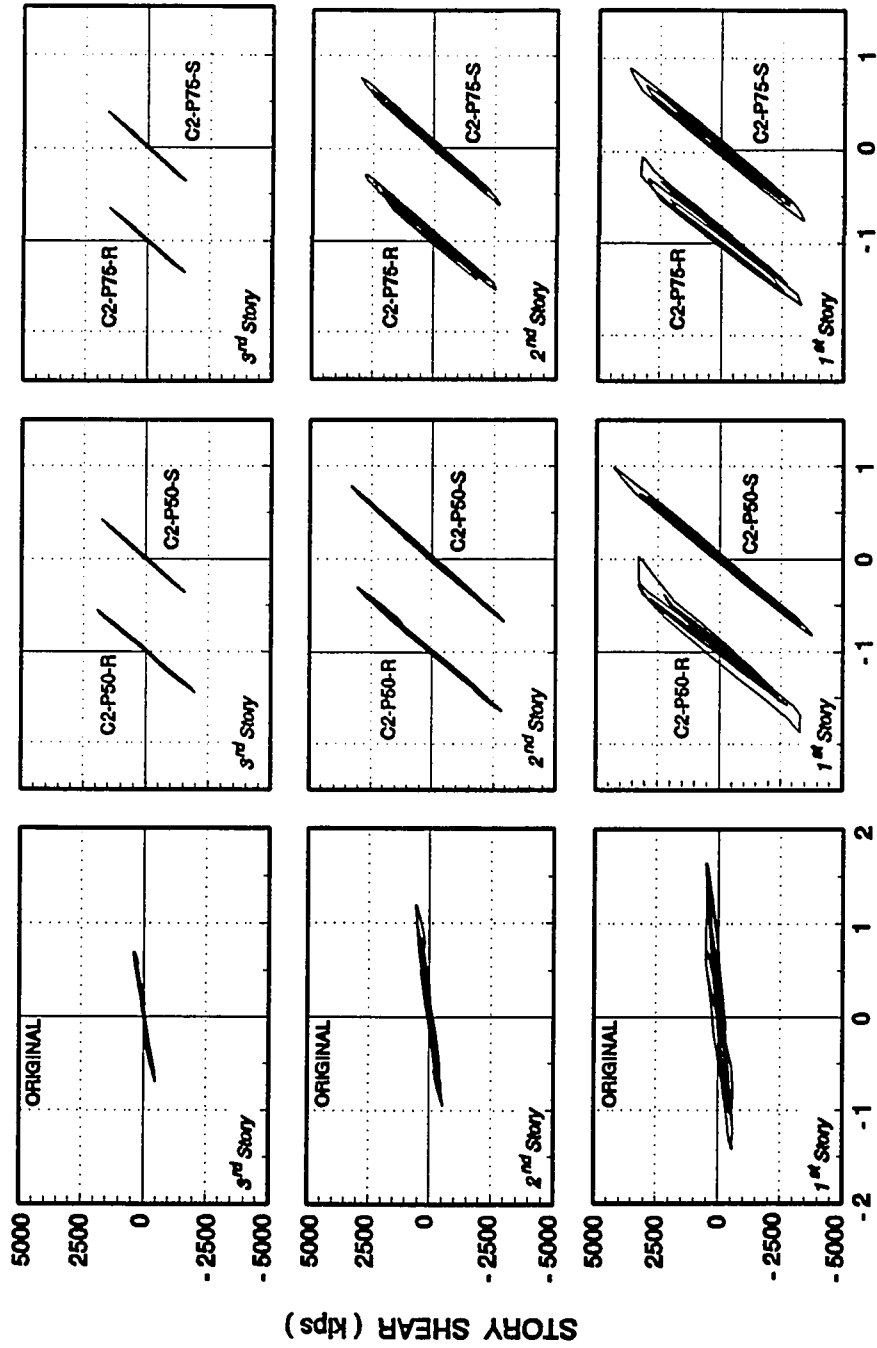 STORY SHEAR ( kips )
5000
2500
0
- 2500
- 5000
ORIGINAL
3rd Story
C2-P50-R
C2-P50-S
3rd Story
C2-P75-R
C2-P75-S
3rd Story
5000
2500
0
- 2500
- 5000
ORIGINAL
2nd Story
C2-P50-R
C2-P50-S
2nd Story
C2-P75-R
C2-P75-S
2nd Story
5000
2500
0
- 2500
- 5000
ORIGINAL
1st Story
C2-P50-R
C2-P50-S
1st Story
C2-P75-R
C2-P75-S
1st Story
-2 -1 0 1 2
-1 0 1
-1 0 1